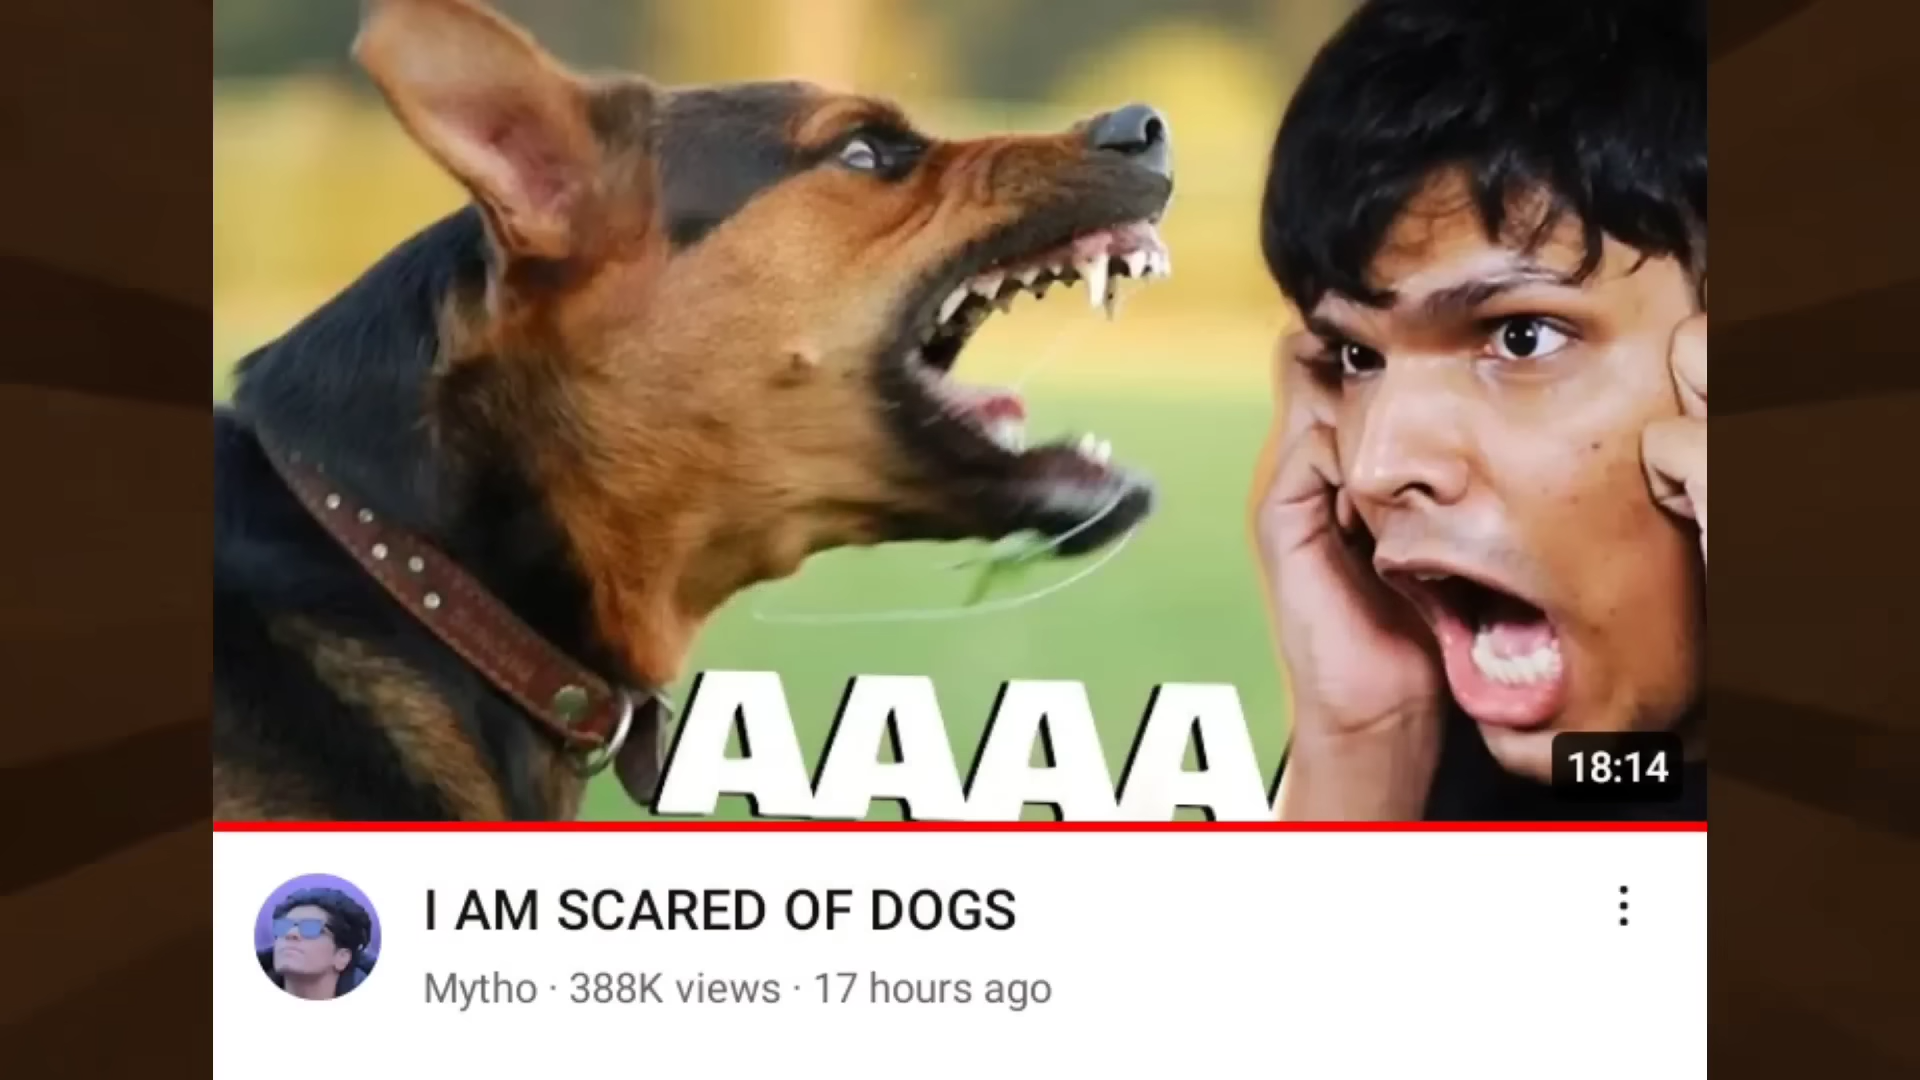 AAAA
18:14
I AM SCARED OF DOGS
Mytho · 388K views · 17 hours ago